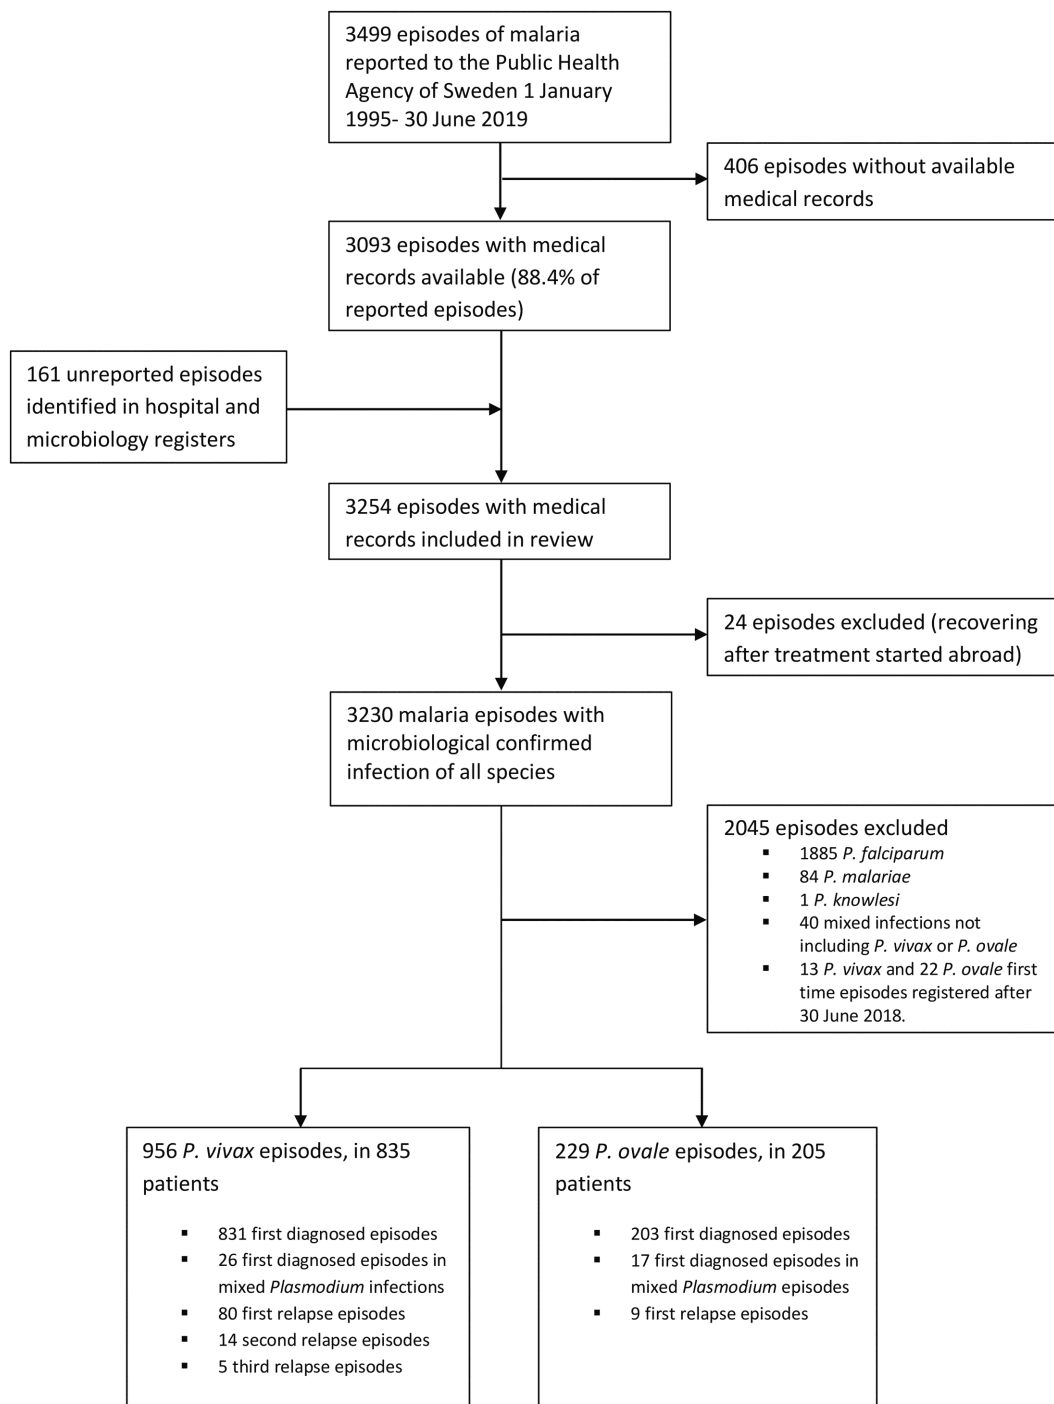 3499 episodes of malaria
reported to the Public Health
Agency of Sweden 1 January
1995- 30 June 2019
406 episodes without available
medical records
3093 episodes with medical
records available (88.4% of
reported episodes)
161 unreported episodes
identified in hospital and
microbiology registers
3254 episodes with medical
records included in review
24 episodes excluded (recovering
after treatment started abroad)
3230 malaria episodes with
microbiological confirmed
infection of all species
2045 episodes excluded
▪ 1885 P. falciparum
▪ 84 P. malariae
▪ 1 P. knowlesi
▪ 40 mixed infections not
including P. vivax or P. ovale
▪ 13 P. vivax and 22 P. ovale first
time episodes registered after
30 June 2018.
956 P. vivax episodes, in 835
patients
▪ 831 first diagnosed episodes
▪ 26 first diagnosed episodes in
mixed Plasmodium infections
▪ 80 first relapse episodes
▪ 14 second relapse episodes
▪ 5 third relapse episodes
229 P. ovale episodes, in 205
patients
▪ 203 first diagnosed episodes
▪ 17 first diagnosed episodes in
mixed Plasmodium episodes
▪ 9 first relapse episodes